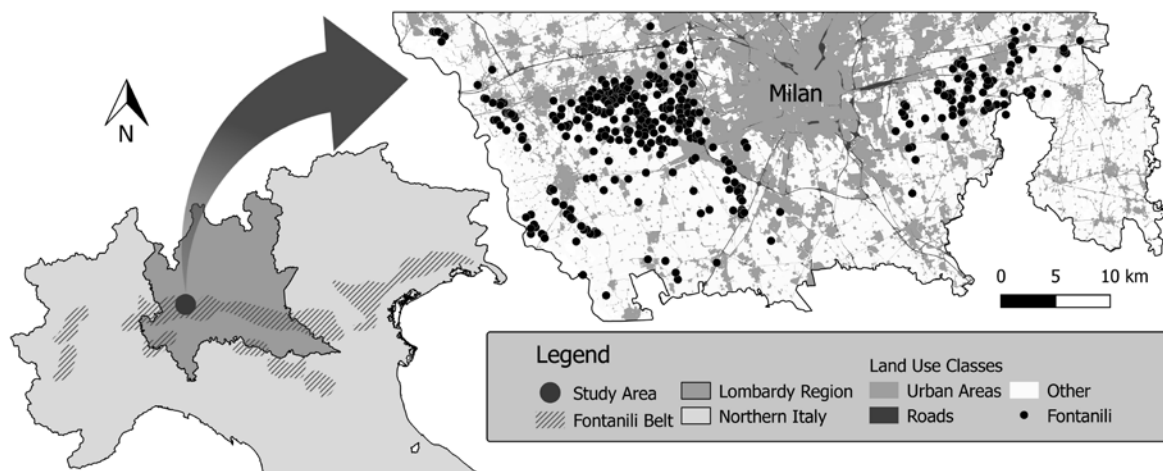 Milan
N
0 5 10 km
Legend
Land Use Classes
Study Area
Lombardy Region
Urban Areas
Other
Fontanili Belt
Northern Italy
Roads
Fontanili